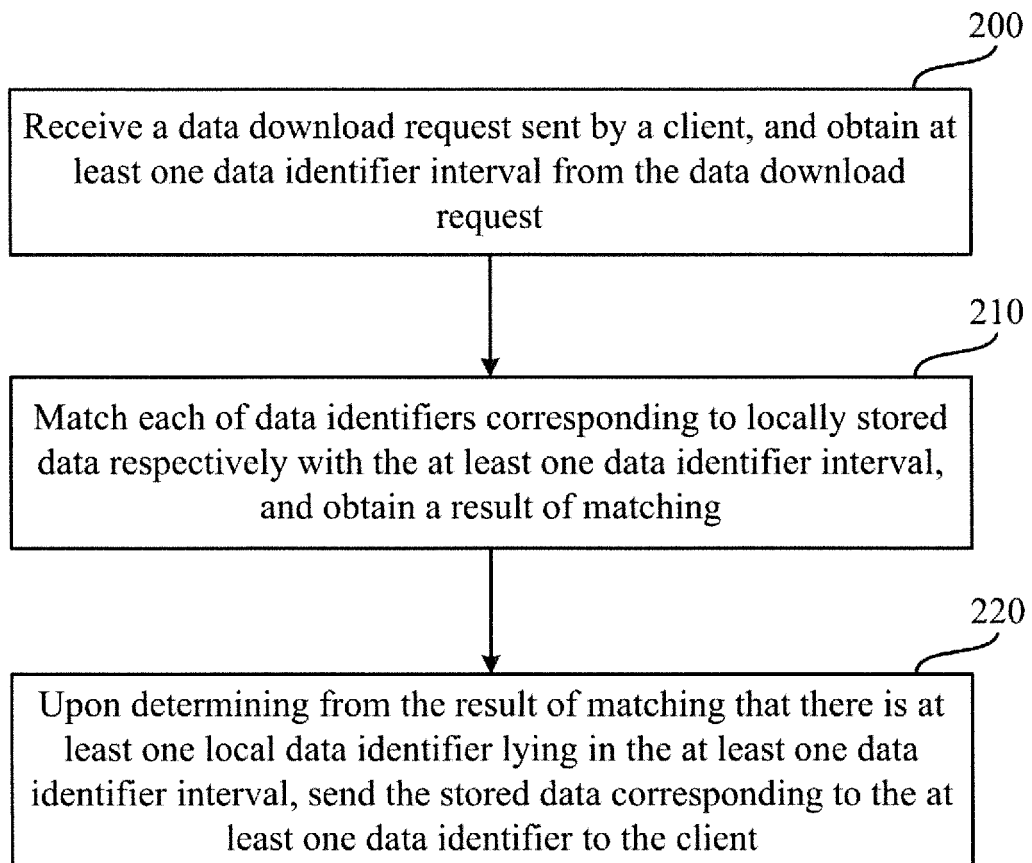 200
Receive a data download request sent by a client, and obtain at
least one data identifier interval from the data download
request
210
Match each of data identifiers corresponding to locally stored
data respectively with the at least one data identifier interval,
and obtain a result of matching
220
Upon determining from the result of matching that there is at
least one local data identifier lying in the at least one data
identifier interval, send the stored data corresponding to the at
least one data identifier to the client